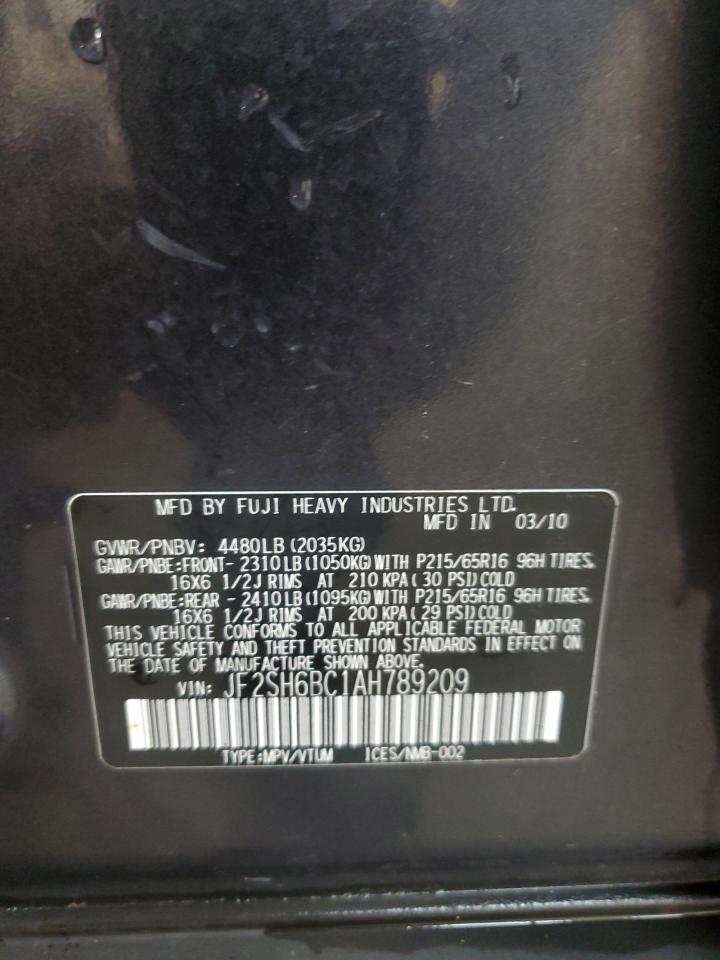 MFD BY FUJI HEAVY INDUSTRIES LTD.
MFD IN 03/10
GVWR/PNBV: 4480LB (2035KG)
GAWR/PNBE:FRONT- 2310LB (1050KG) WITH P215/65R16 96H TIRES.
16X6 1/2J RIMS AT 210 KPA (30 PSI) COLD
GAWR/PNBE:REAR - 2410LB (1095KG) WITH P215/65R16 96H TIRES.
16X6 1/2J RIMS AT 200 KPA (29 PSI) COLD
THIS VEHICLE CONFORMS TO ALL APPLICABLE FEDERAL MOTOR
VEHICLE SAFETY AND THEFT PREVENTION STANDARDS IN EFFECT ON
THE DATE OF MANUFACTURE SHOWN ABOVE.
VIN: JF2SH6BC1AH789209
TYPE:MPV/VTUM ICES/NMB-002